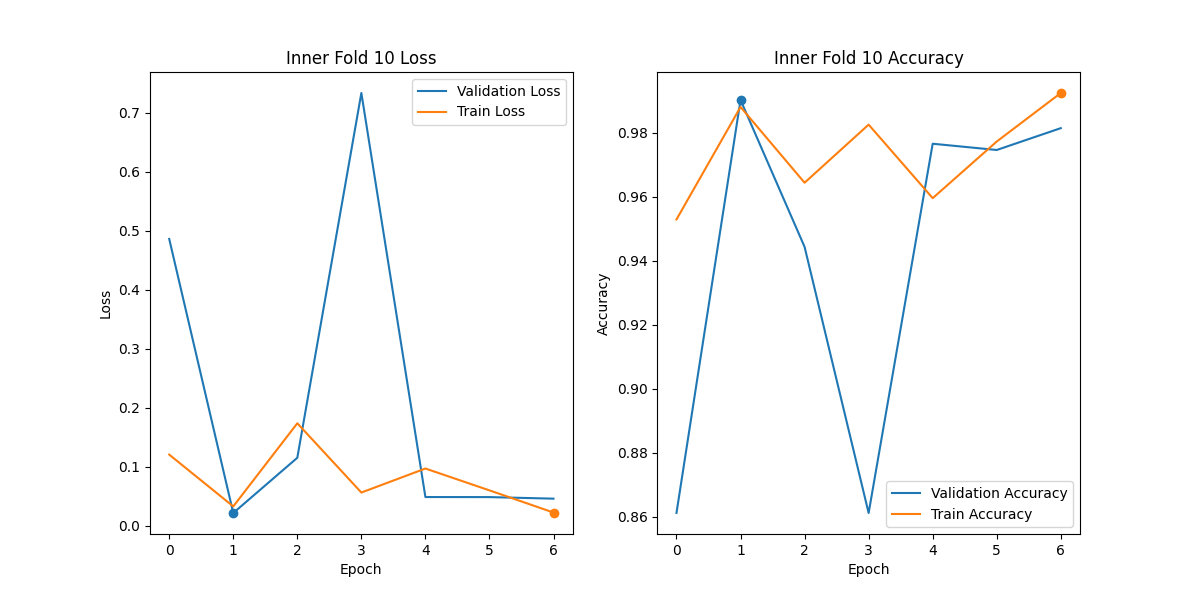 Inner Fold 10 Loss
Validation Loss
Train Loss
0.7
0.6
0.5
0.4
0.3
0.2
0.1
0.0
Loss
0 1 2 3 4 5 6
Epoch
Inner Fold 10 Accuracy
0.98
0.96
0.94
0.92
0.90
0.88
0.86
Accuracy
Validation Accuracy
Train Accuracy
0 1 2 3 4 5 6
Epoch